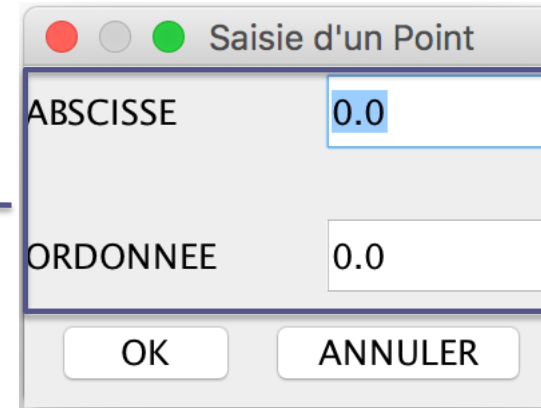 Saisie d'un Point
ABSCISSE 0.0
ORDONNEE 0.0
OK ANNULER